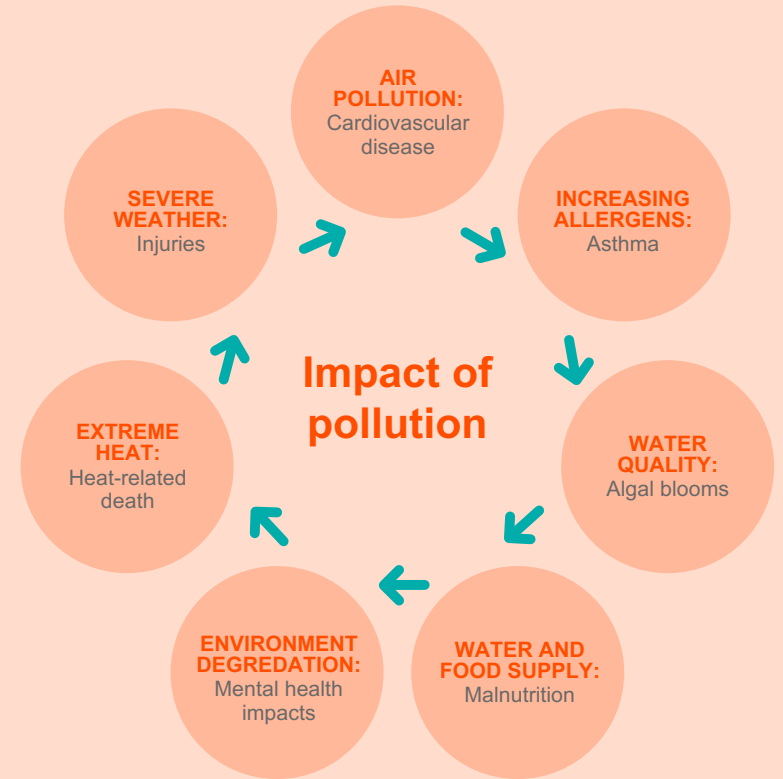 AIR
POLLUTION:
Cardiovascular
disease
INCREASING
ALLERGENS:
Asthma
WATER
QUALITY:
Algal blooms
WATER AND
FOOD SUPPLY:
Malnutrition
ENVIRONMENT
DEGREDATION:
Mental health
impacts
EXTREME
HEAT:
Heat-related
death
SEVERE
WEATHER:
Injuries
Impact of
pollution